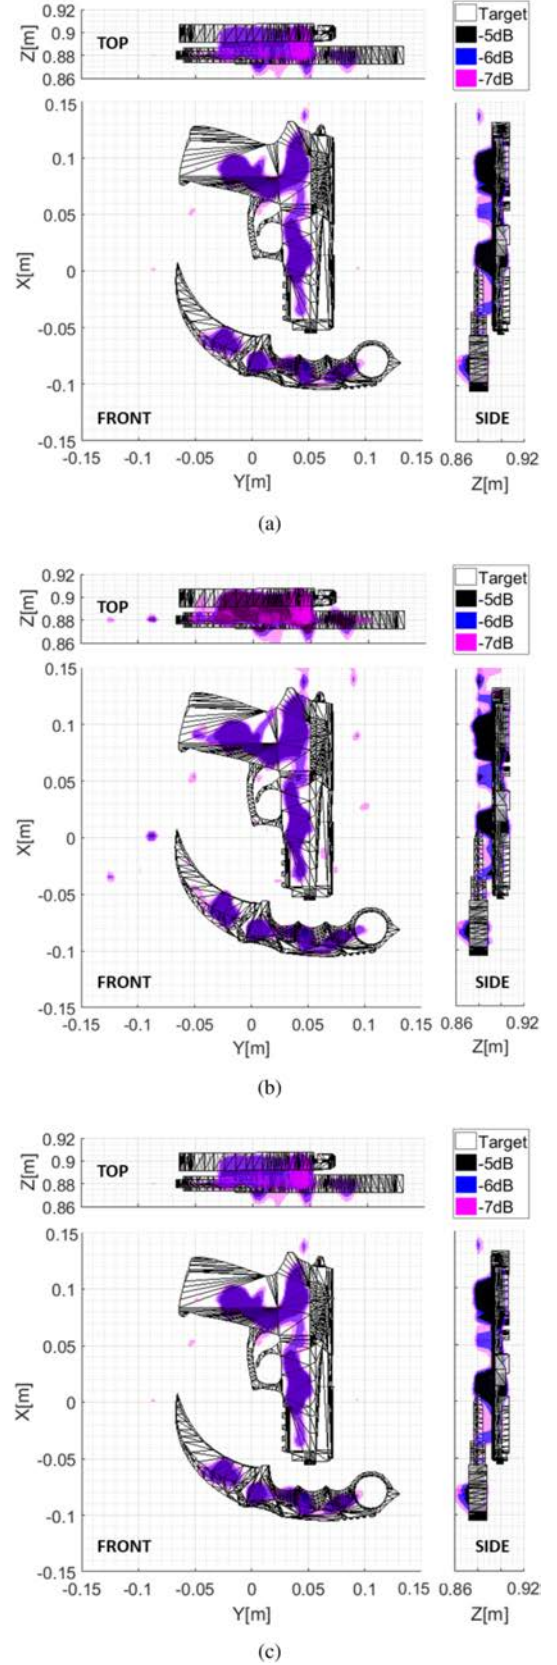 0.92
0.9
0.88
0.86
Z[m]
TOP
Target
-5dB
-6dB
-7dB
0.15
0.1
0.05
0
-0.05
-0.1
-0.15
X[m]
FRONT
SIDE
-0.15 -0.1 -0.05 0 0.05 0.1 0.15
Y[m]
0.86 0.92
Z[m]
(a)
0.92
0.9
0.88
0.86
Z[m]
TOP
Target
-5dB
-6dB
-7dB
0.15
0.1
0.05
0
-0.05
-0.1
-0.15
X[m]
FRONT
SIDE
-0.15 -0.1 -0.05 0 0.05 0.1 0.15
Y[m]
0.86 0.92
Z[m]
(b)
0.92
0.9
0.88
0.86
Z[m]
TOP
Target
-5dB
-6dB
-7dB
0.15
0.1
0.05
0
-0.05
-0.1
-0.15
X[m]
FRONT
SIDE
-0.15 -0.1 -0.05 0 0.05 0.1 0.15
Y[m]
0.86 0.92
Z[m]
(c)